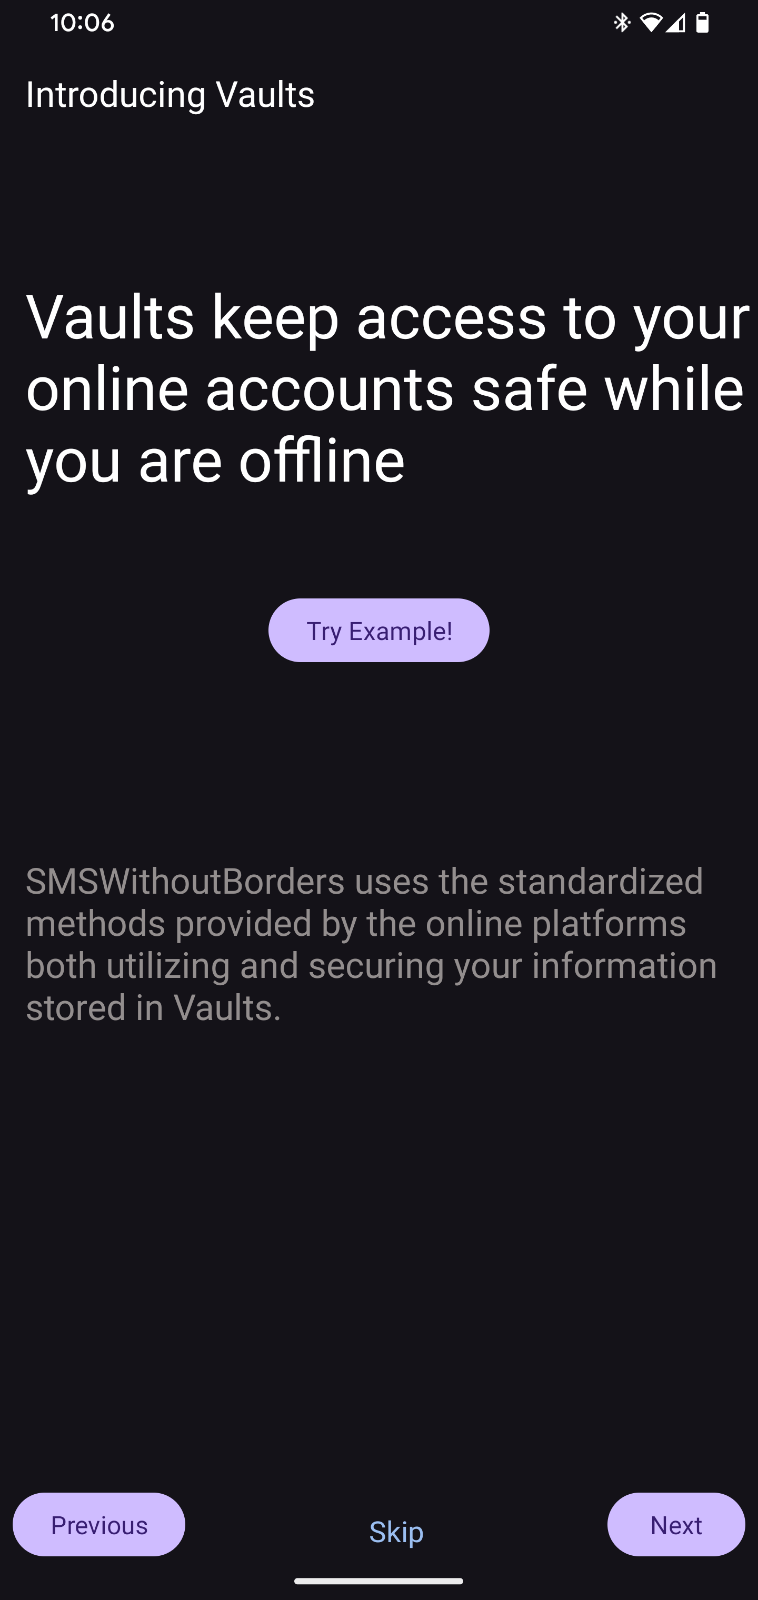 10:06
Introducing Vaults
Vaults keep access to your
online accounts safe while
you are offline
Try Example!
SMSWithoutBorders uses the standardized
methods provided by the online platforms
both utilizing and securing your information
stored in Vaults.
Previous
Skip
Next